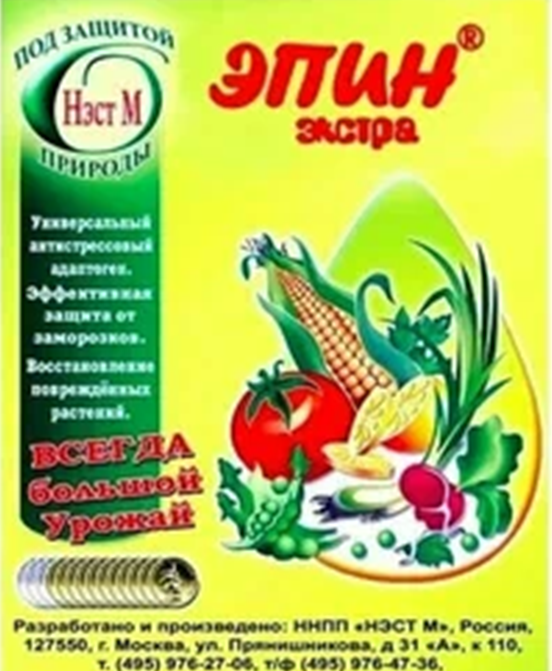 ПОД ЗАЩИТОЙ
Нэст М
ПРИРОДЫ
ЭПИН®
экстра
Универсальный
антистрессовый
адаптоген.
Эффективная
защита от
заморозков.
Восстановление
повреждённых
растений.
ВСЕГДА
большой
Урожай
Разработано и произведено: ННПП «НЭСТ М», Россия,
127550, г. Москва, ул. Прянишникова, д 31 «А», к 110,
т. (495) 976-27-06, т/ф (495) 976-47-36,